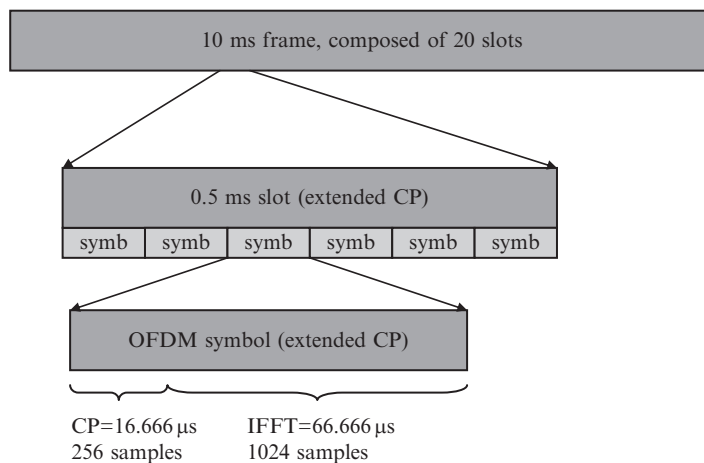 10 ms frame, composed of 20 slots
0.5 ms slot (extended CP)
symb symb symb symb symb symb
OFDM symbol (extended CP)
CP=16.666 μs IFFT=66.666 μs
256 samples 1024 samples